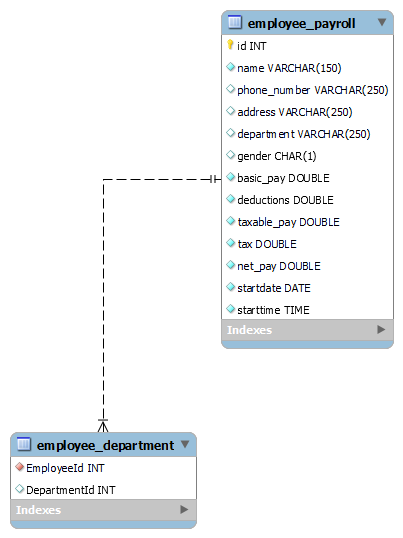 employee_payroll
id INT
name VARCHAR(150)
phone_number VARCHAR(250)
address VARCHAR(250)
department VARCHAR(250)
gender CHAR(1)
basic_pay DOUBLE
deductions DOUBLE
taxable_pay DOUBLE
tax DOUBLE
net_pay DOUBLE
startdate DATE
starttime TIME
Indexes
employee_department
EmployeeId INT
DepartmentId INT
Indexes